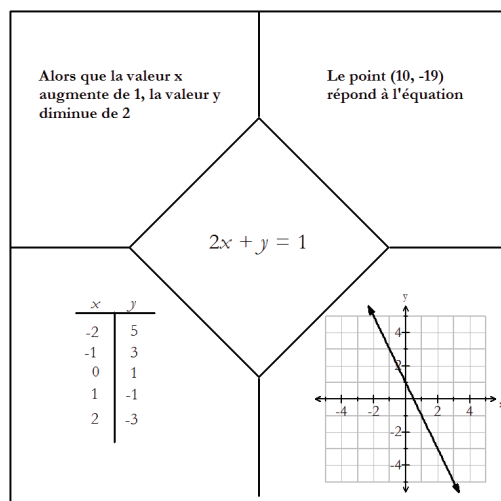 Alors que la valeur x
augmente de 1, la valeur y
diminue de 2
Le point (10, -19)
répond à l'équation
2x + y = 1
x y
-2 5
-1 3
0 1
1 -1
2 -3
y
4
2
-4 -2 2 4
-2
-4